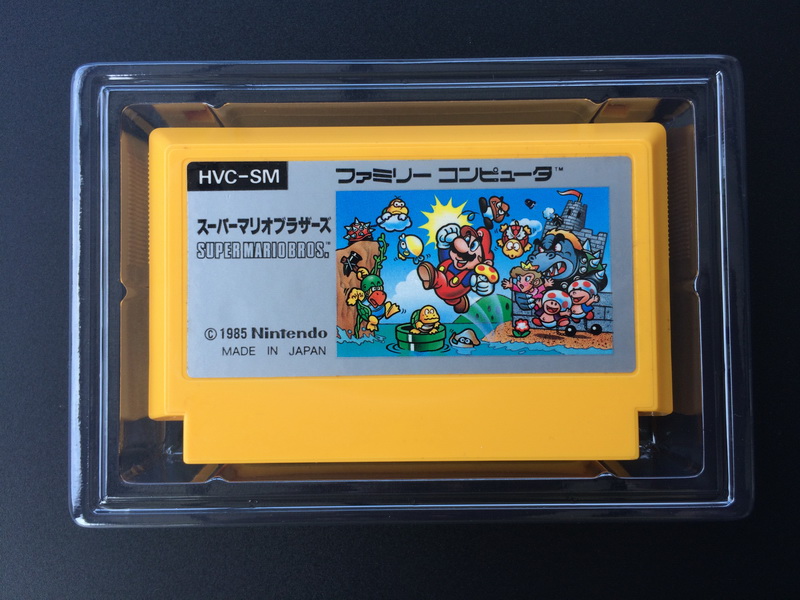 HVC-SM
ファミリー コンピュータ™
スーパーマリオブラザーズ
SUPER MARIO BROS.™
© 1985 Nintendo
MADE IN JAPAN